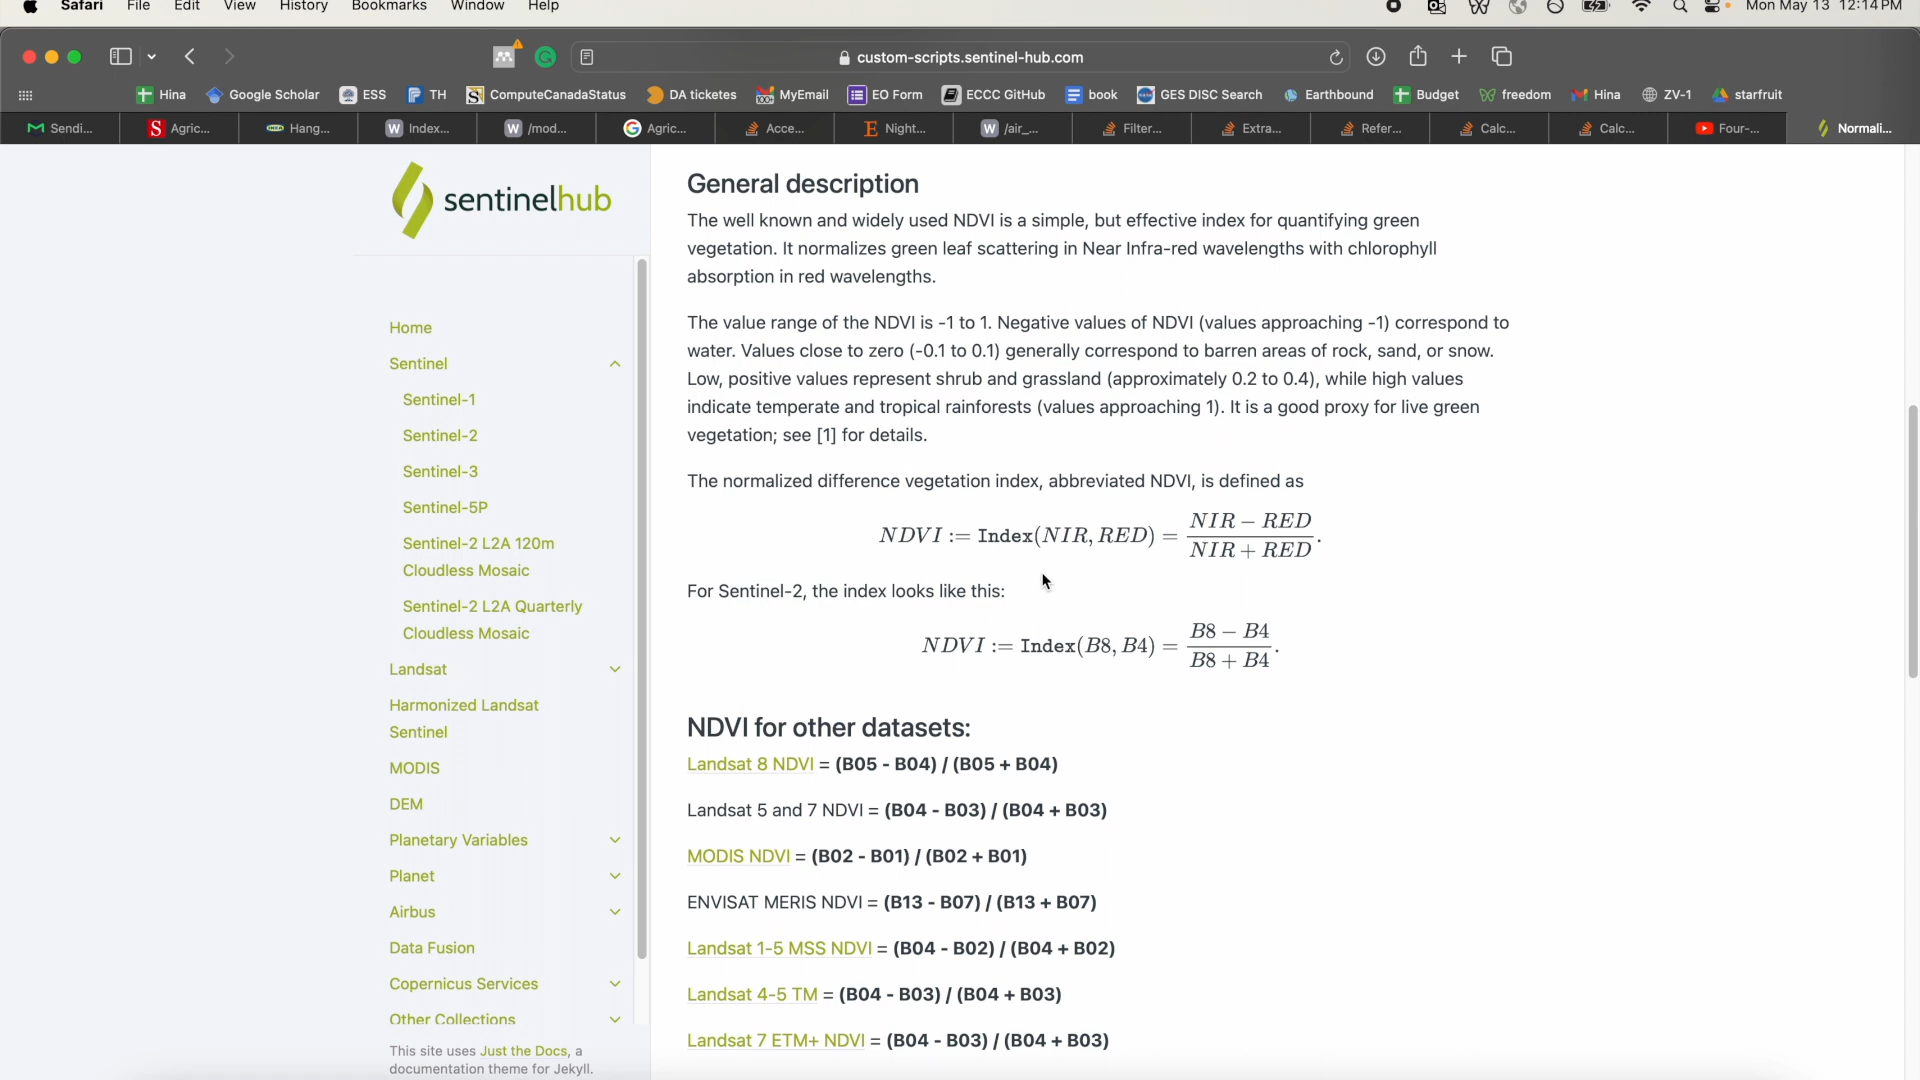 Safari File Edit View History Bookmarks Window Help Mon May 13 12:14 PM
custom-scripts.sentinel-hub.com
Hina Google Scholar ESS TH ComputeCanadaStatus DA ticketes MyEmail EO Form ECCC GitHub book GES DISC Search Earthbound Budget freedom Hina ZV-1 starfruit
Sendi... Agric... Hang... Index... /mod... Agric... Acce... Night... /air_... Filter... Extra... Refer... Calc... Calc... Four-... Normali...
sentinelhub
Home
Sentinel
Sentinel-1
Sentinel-2
Sentinel-3
Sentinel-5P
Sentinel-2 L2A 120m
Cloudless Mosaic
Sentinel-2 L2A Quarterly
Cloudless Mosaic
Landsat
Harmonized Landsat
Sentinel
MODIS
DEM
Planetary Variables
Planet
Airbus
Data Fusion
Copernicus Services
Other Collections
This site uses Just the Docs, a
documentation theme for Jekyll.
General description
The well known and widely used NDVI is a simple, but effective index for quantifying green
vegetation. It normalizes green leaf scattering in Near Infra-red wavelengths with chlorophyll
absorption in red wavelengths.
The value range of the NDVI is -1 to 1. Negative values of NDVI (values approaching -1) correspond to
water. Values close to zero (-0.1 to 0.1) generally correspond to barren areas of rock, sand, or snow.
Low, positive values represent shrub and grassland (approximately 0.2 to 0.4), while high values
indicate temperate and tropical rainforests (values approaching 1). It is a good proxy for live green
vegetation; see [1] for details.
The normalized difference vegetation index, abbreviated NDVI, is defined as
NDVI := Index(NIR, RED) = NIR − RED / NIR + RED.
For Sentinel-2, the index looks like this:
NDVI := Index(B8, B4) = B8 − B4 / B8 + B4.
NDVI for other datasets:
Landsat 8 NDVI = (B05 - B04) / (B05 + B04)
Landsat 5 and 7 NDVI = (B04 - B03) / (B04 + B03)
MODIS NDVI = (B02 - B01) / (B02 + B01)
ENVISAT MERIS NDVI = (B13 - B07) / (B13 + B07)
Landsat 1-5 MSS NDVI = (B04 - B02) / (B04 + B02)
Landsat 4-5 TM = (B04 - B03) / (B04 + B03)
Landsat 7 ETM+ NDVI = (B04 - B03) / (B04 + B03)